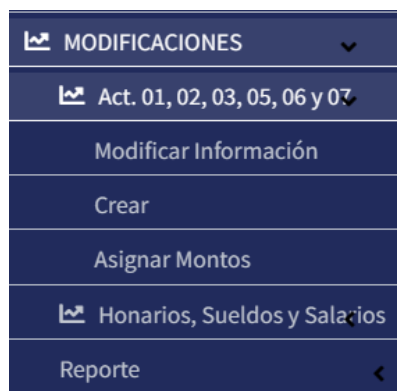 MODIFICACIONES
Act. 01, 02, 03, 05, 06 y 07
Modificar Información
Crear
Asignar Montos
Honarios, Sueldos y Salarios
Reporte